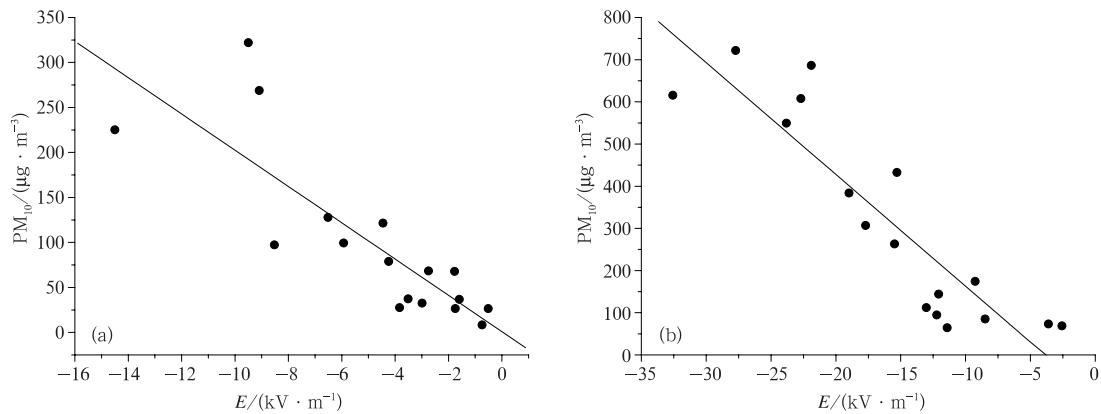 350
300
250
200
150
100
50
0
PM₁₀/(μg · m⁻³)
(a)
−16 −14 −12 −10 −8 −6 −4 −2 0
E/(kV · m⁻¹)
800
700
600
500
400
300
200
100
0
PM₁₀/(μg · m⁻³)
(b)
−35 −30 −25 −20 −15 −10 −5 0
E/(kV · m⁻¹)